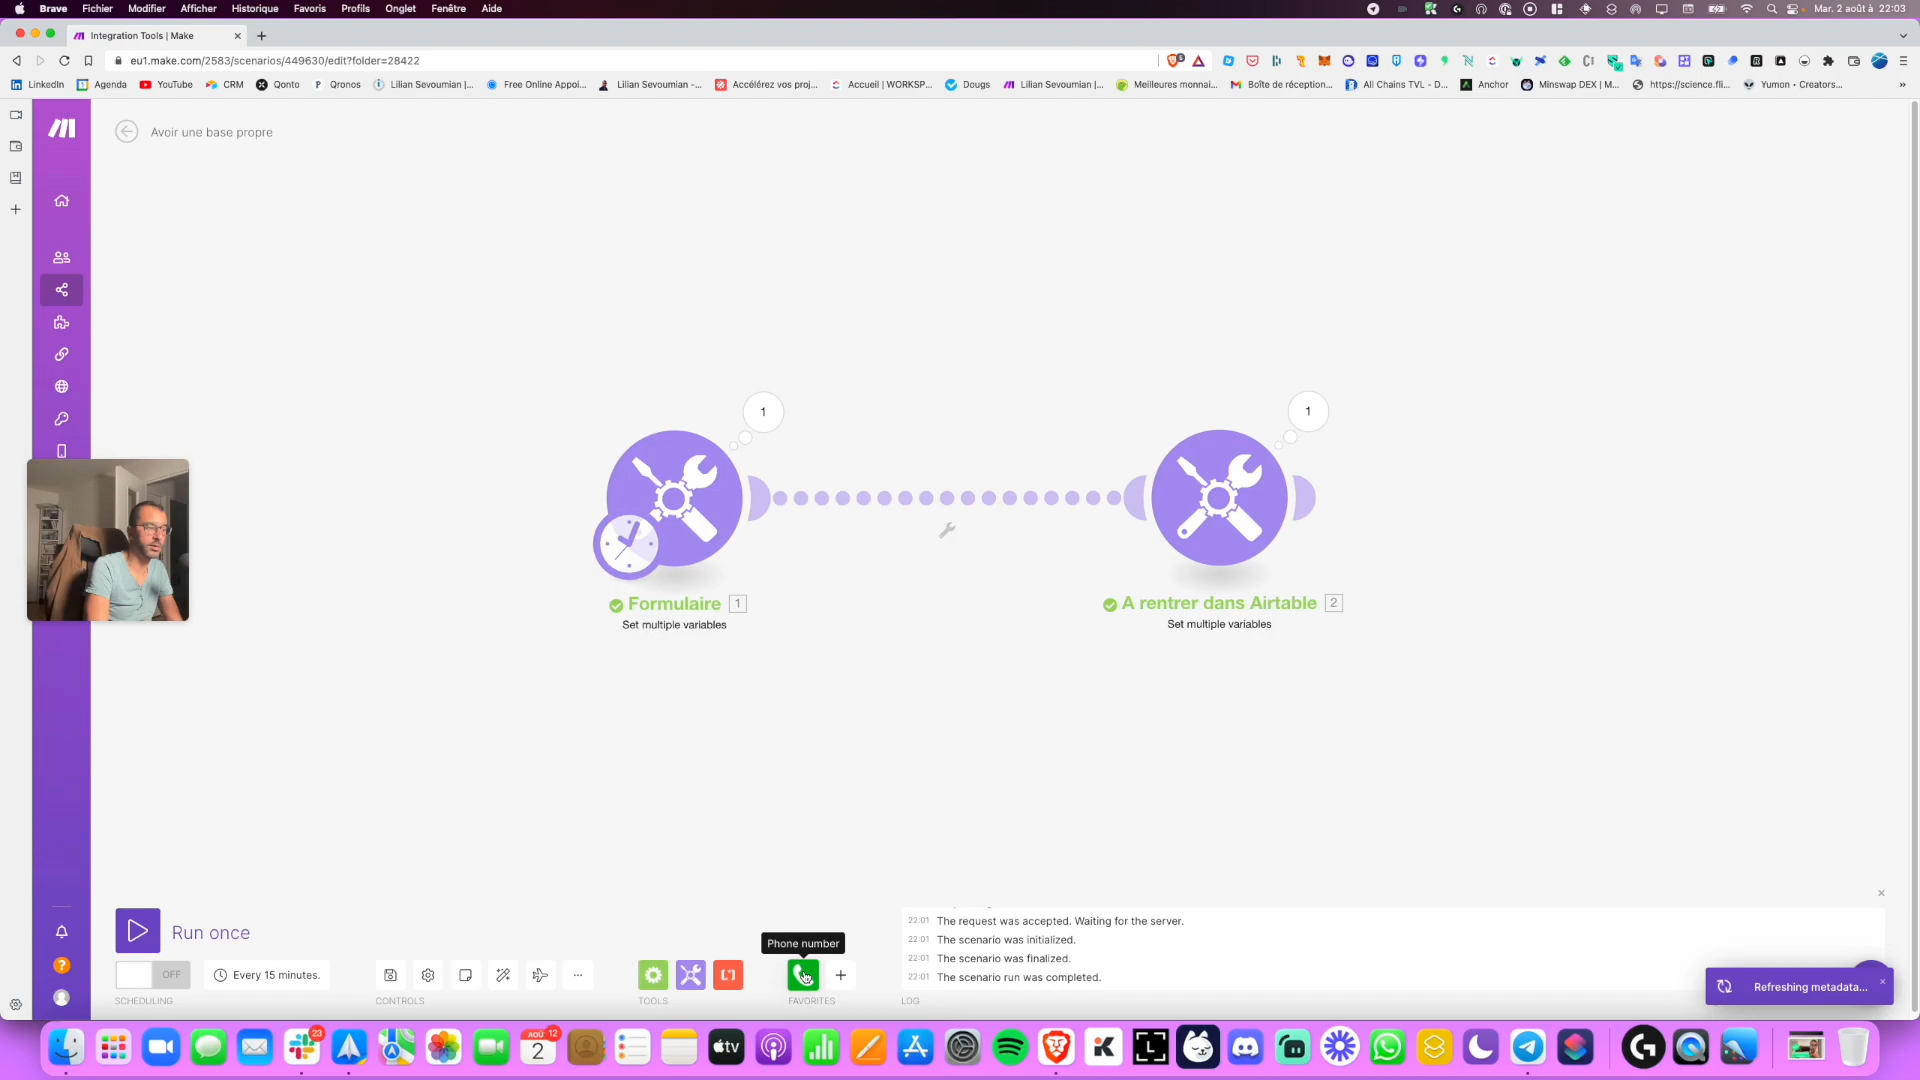 Brave Fichier Modifier Afficher Historique Favoris Profils Onglet Fenêtre Aide Mar. 2 août à 22:03
Integration Tools | Make
eu1.make.com/2583/scenarios/449630/edit?folder=28422
LinkedIn Agenda YouTube CRM Qonto Qronos Lilian Sevoumian |... Free Online Appoi... Lilian Sevoumian -... Accélérez vos proj... Accueil | WORKSP... Dougs Lilian Sevoumian |... Meilleures monnai... Boîte de réception... All Chains TVL - D... Anchor Minswap DEX | M... https://science.fli... Yumon • Creators...
Avoir une base propre
1
1
Formulaire 1
Set multiple variables
A rentrer dans Airtable 2
Set multiple variables
Run once
Phone number
OFF
Every 15 minutes.
SCHEDULING
CONTROLS
TOOLS
FAVORITES
LOG
22:01 The request was accepted. Waiting for the server.
22:01 The scenario was initialized.
22:01 The scenario was finalized.
22:01 The scenario run was completed.
Refreshing metadata...
23
AOÛ 12
2
tv